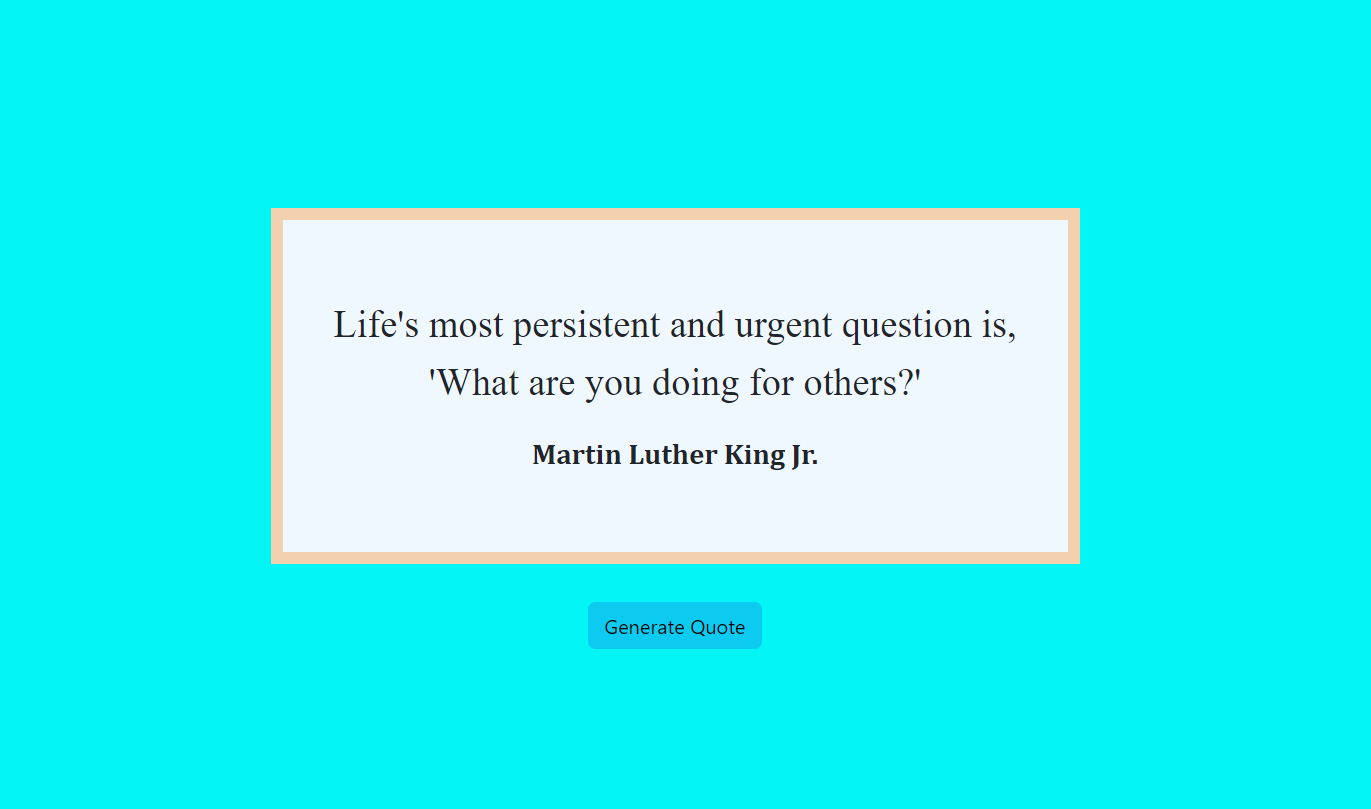 Life's most persistent and urgent question is,
'What are you doing for others?'
Martin Luther King Jr.
Generate Quote